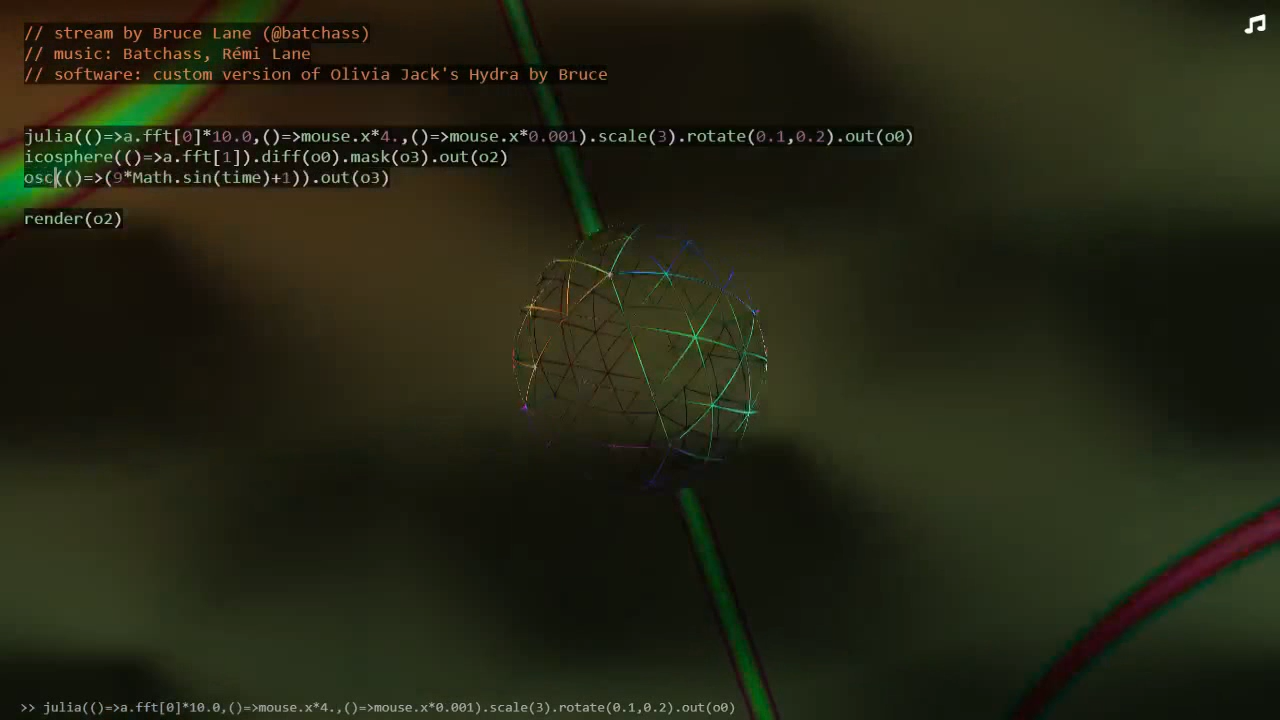 // stream by Bruce Lane (@batchass)
// music: Batchass, Rémi Lane
// software: custom version of Olivia Jack's Hydra by Bruce
julia(()=>a.fft[0]*10.0,()=>mouse.x*4.,()=>mouse.x*0.001).scale(3).rotate(0.1,0.2).out(o0)
icosphere(()=>a.fft[1]).diff(o0).mask(o3).out(o2)
osc(()=>(9*Math.sin(time)+1)).out(o3)
render(o2)
>> julia(()=>a.fft[0]*10.0,()=>mouse.x*4.,()=>mouse.x*0.001).scale(3).rotate(0.1,0.2).out(o0)